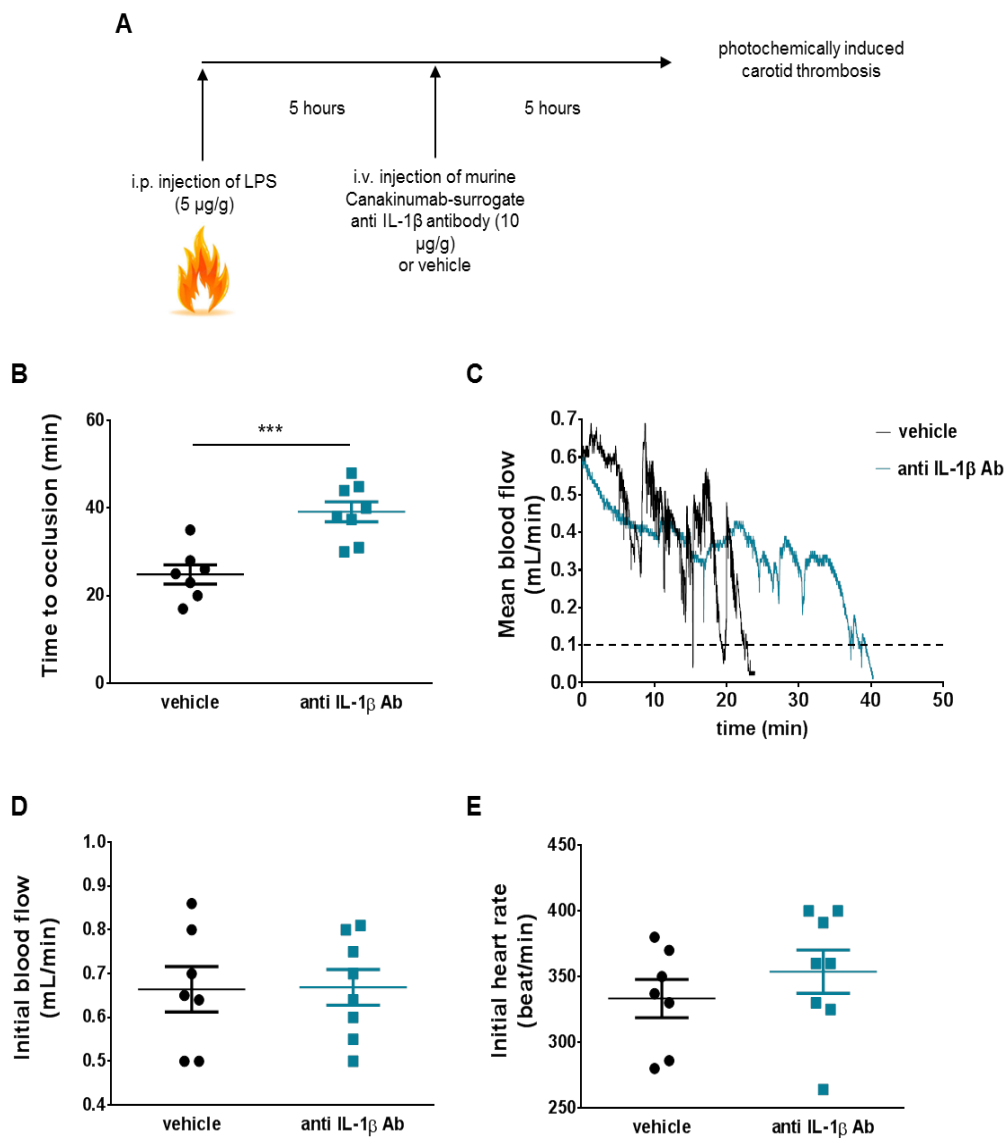 A
photochemically induced
carotid thrombosis
5 hours
5 hours
i.p. injection of LPS
(5 µg/g)
i.v. injection of murine
Canakinumab-surrogate
anti IL-1β antibody (10
µg/g)
or vehicle
B
Time to occlusion (min)
60
40
20
0
***
vehicle
anti IL-1β Ab
C
Mean blood flow
(mL/min)
0.7
0.6
0.5
0.4
0.3
0.2
0.1
0.0
0
10
20
30
40
50
time (min)
vehicle
anti IL-1β Ab
D
Initial blood flow
(mL/min)
1.0
0.9
0.8
0.7
0.6
0.5
0.4
vehicle
anti IL-1β Ab
E
Initial heart rate
(beat/min)
450
400
350
300
250
vehicle
anti IL-1β Ab